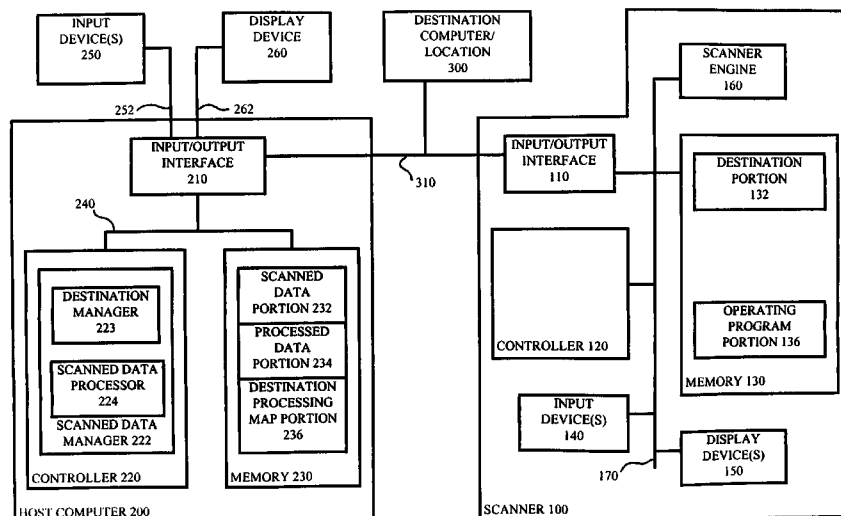 INPUT
DEVICE(S)
250
DISPLAY
DEVICE
260
DESTINATION
COMPUTER/
LOCATION
300
SCANNER
ENGINE
160
252
262
INPUT/OUTPUT
INTERFACE
210
310
INPUT/OUTPUT
INTERFACE
110
DESTINATION
PORTION
132
240
DESTINATION
MANAGER
223
SCANNED DATA
PROCESSOR
224
SCANNED DATA
MANAGER 222
CONTROLLER 220
SCANNED
DATA
PORTION 232
PROCESSED
DATA
PORTION 234
DESTINATION
PROCESSING
MAP PORTION
236
MEMORY 230
HOST COMPUTER 200
CONTROLLER 120
OPERATING
PROGRAM
PORTION 136
MEMORY 130
INPUT
DEVICE(S)
140
170
DISPLAY
DEVICE(S)
150
SCANNER 100